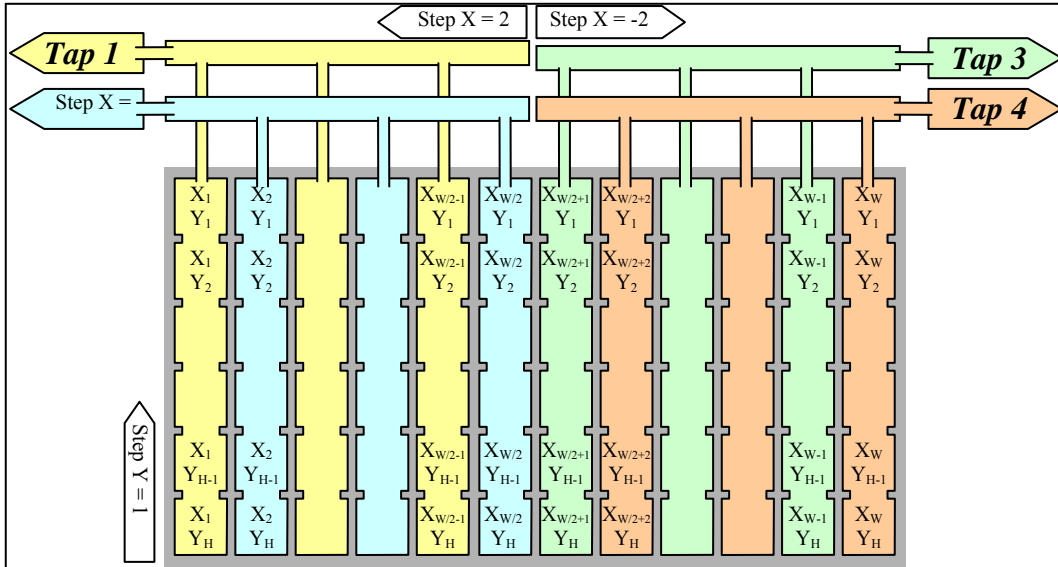 Step X = 2 Step X = -2
Tap 1 Tap 3
Step X = Tap 4
X1 X2 XW/2-1 XW/2 XW/2+1 XW/2+2 XW-1 XW
Y1 Y1 Y1 Y1 Y1 Y1 Y1 Y1
X1 X2 XW/2-1 XW/2 XW/2+1 XW/2+2 XW-1 XW
Y2 Y2 Y2 Y2 Y2 Y2 Y2 Y2
Step Y = 1
X1 X2 XW/2-1 XW/2 XW/2+1 XW/2+2 XW-1 XW
YH-1 YH-1 YH-1 YH-1 YH-1 YH-1 YH-1 YH-1
X1 X2 XW/2-1 XW/2 XW/2+1 XW/2+2 XW-1 XW
YH YH YH YH YH YH YH YH